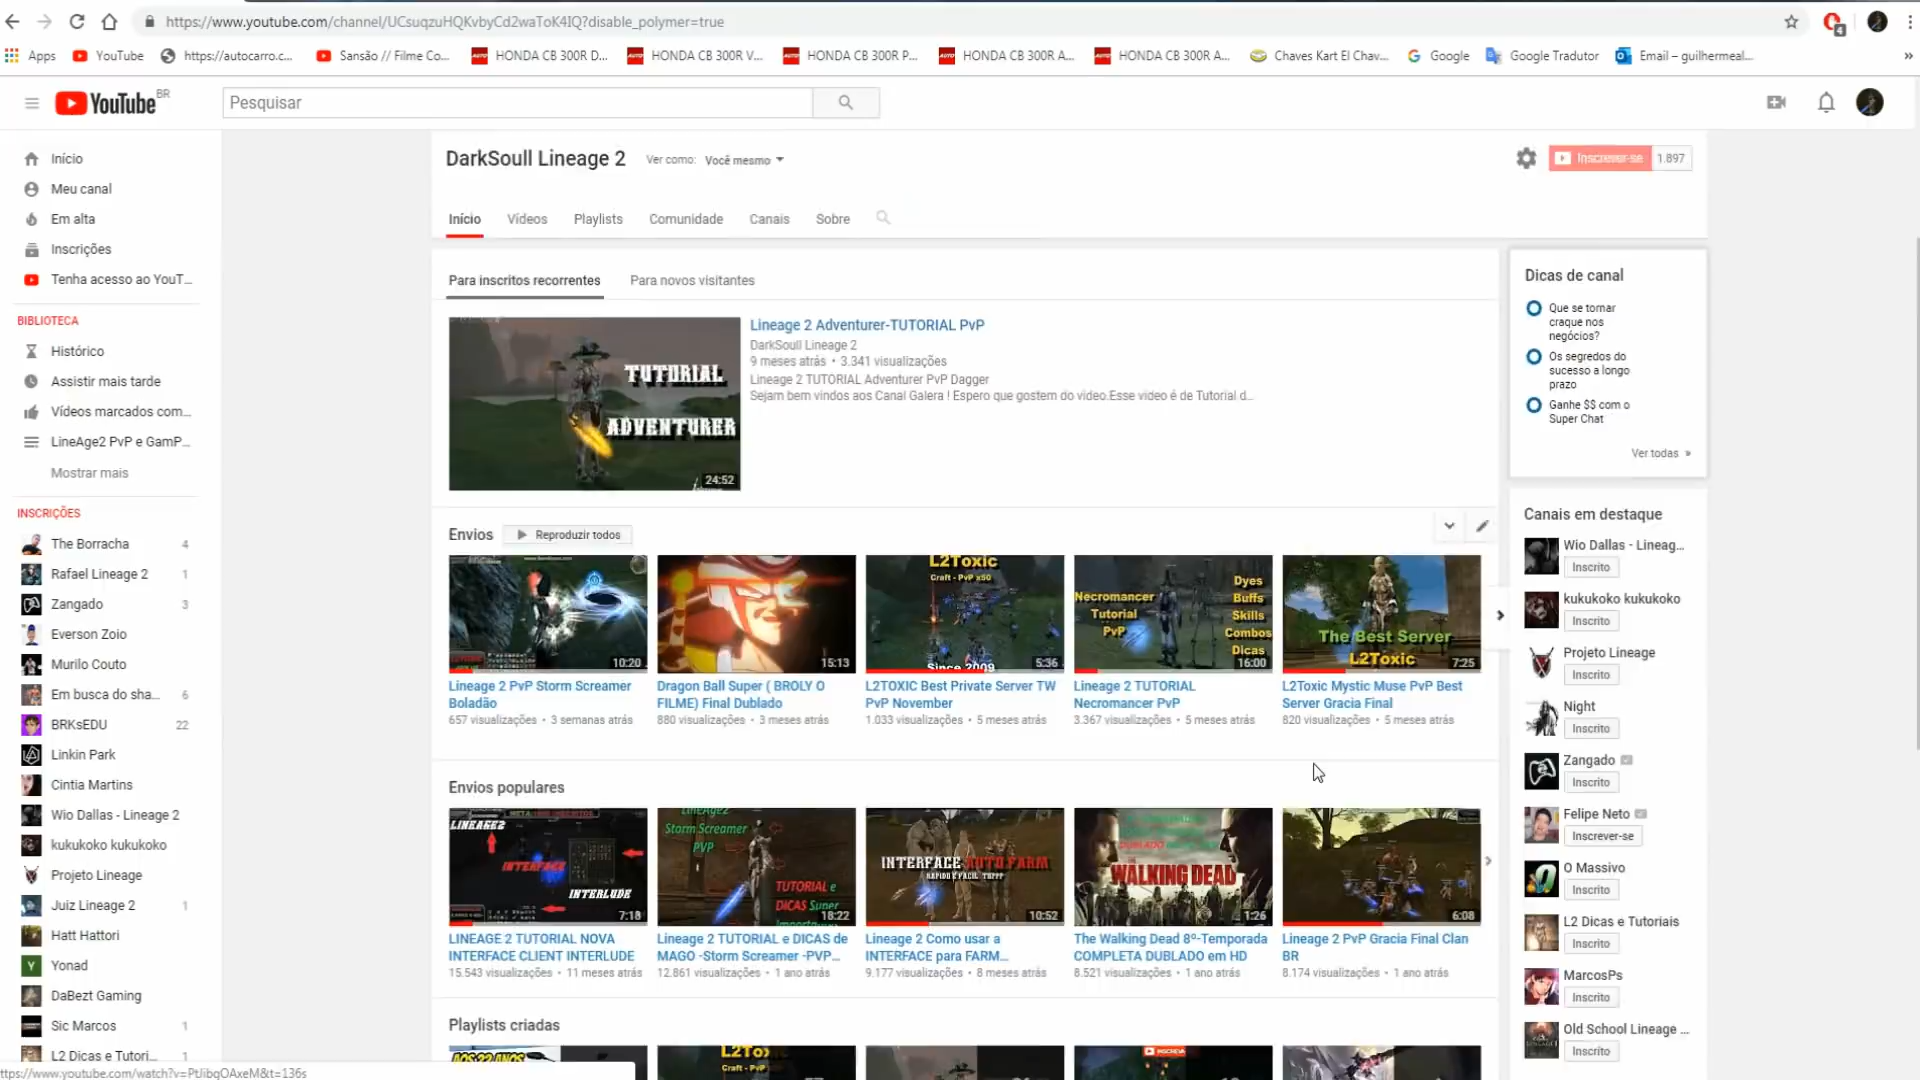 https://www.youtube.com/channel/UCsuqzuHQKvbyCd2waToK4IQ?disable_polymer=true
4
Apps
YouTube
https://autocarro.c...
Sansão // Filme Co...
HONDA CB 300R D...
HONDA CB 300R V...
HONDA CB 300R P...
HONDA CB 300R A...
HONDA CB 300R A...
Chaves Kart El Chav...
Google
Google Tradutor
Email – guilhermeal...
»
YouTube BR
Pesquisar
Início
Meu canal
Em alta
Inscrições
Tenha acesso ao YouT...
BIBLIOTECA
Histórico
Assistir mais tarde
Vídeos marcados com...
LineAge2 PvP e GamP...
Mostrar mais
INSCRIÇÕES
The Borracha 4
Rafael Lineage 2 1
Zangado 3
Everson Zoio
Murilo Couto
Em busca do sha... 6
BRKsEDU 22
Linkin Park
Cintia Martins
Wio Dallas - Lineage 2
kukukoko kukukoko
Projeto Lineage
Juiz Lineage 2 1
Hatt Hattori
Y Yonad
DaBezt Gaming
Sic Marcos 1
L2 Dicas e Tutori... 1
ttps://www.youtube.com/watch?v=PtJibqOAxeM&t=136s
DarkSoull Lineage 2
Ver como: Você mesmo
Inscrever-se 1.897
Início
Vídeos
Playlists
Comunidade
Canais
Sobre
Para inscritos recorrentes
Para novos visitantes
TUTORIAL
ADVENTURER
24:52
Lineage 2 Adventurer-TUTORIAL PvP
DarkSoull Lineage 2
9 meses atrás • 3.341 visualizações
Lineage 2 TUTORIAL Adventurer PvP Dagger
Sejam bem vindos aos Canal Galera ! Espero que gostem do video.Esse video é de Tutorial d...
Envios
Reproduzir todos
10:20
Lineage 2 PvP Storm Screamer
Boladão
657 visualizações • 3 semanas atrás
15:13
Dragon Ball Super ( BROLY O
FILME) Final Dublado
880 visualizações • 3 meses atrás
L2Toxic
Craft - PvP x50
Since 2009
5:36
L2TOXIC Best Private Server TW
PvP November
1.033 visualizações • 5 meses atrás
Necromancer
Tutorial
PvP
Dyes
Buffs
Skills
Combos
Dicas
16:00
Lineage 2 TUTORIAL
Necromancer PvP
3.367 visualizações • 5 meses atrás
The Best Server
L2Toxic
7:25
L2Toxic Mystic Muse PvP Best
Server Gracia Final
820 visualizações • 5 meses atrás
Envios populares
LINEAGE2
INTERFACE
INTERLUDE
7:18
LINEAGE 2 TUTORIAL NOVA
INTERFACE CLIENT INTERLUDE
15.543 visualizações • 11 meses atrás
LineAge2
Storm Screamer
PVP
TUTORIAL e
DICAS Super
18:22
Lineage 2 TUTORIAL e DICAS de
MAGO -Storm Screamer -PVP...
12.861 visualizações • 1 ano atrás
INTERFACE AUTO FARM
10:52
Lineage 2 Como usar a
INTERFACE para FARM...
9.177 visualizações • 8 meses atrás
WALKING DEAD
1:26
The Walking Dead 8º-Temporada
COMPLETA DUBLADO em HD
8.521 visualizações • 1 ano atrás
6:08
Lineage 2 PvP Gracia Final Clan
BR
8.174 visualizações • 1 ano atrás
Playlists criadas
AOS 22 ANOS
L2Tox
Craft - PvP
INSCREVA
Dicas de canal
Que se tornar
craque nos
negócios?
Os segredos do
sucesso a longo
prazo
Ganhe $$ com o
Super Chat
Ver todas »
Canais em destaque
Wio Dallas - Lineag...
Inscrito
kukukoko kukukoko
Inscrito
Projeto Lineage
Inscrito
Night
Inscrito
Zangado
Inscrito
Felipe Neto
Inscrever-se
O Massivo
Inscrito
L2 Dicas e Tutoriais
Inscrito
MarcosPs
Inscrito
Old School Lineage ...
Inscrito